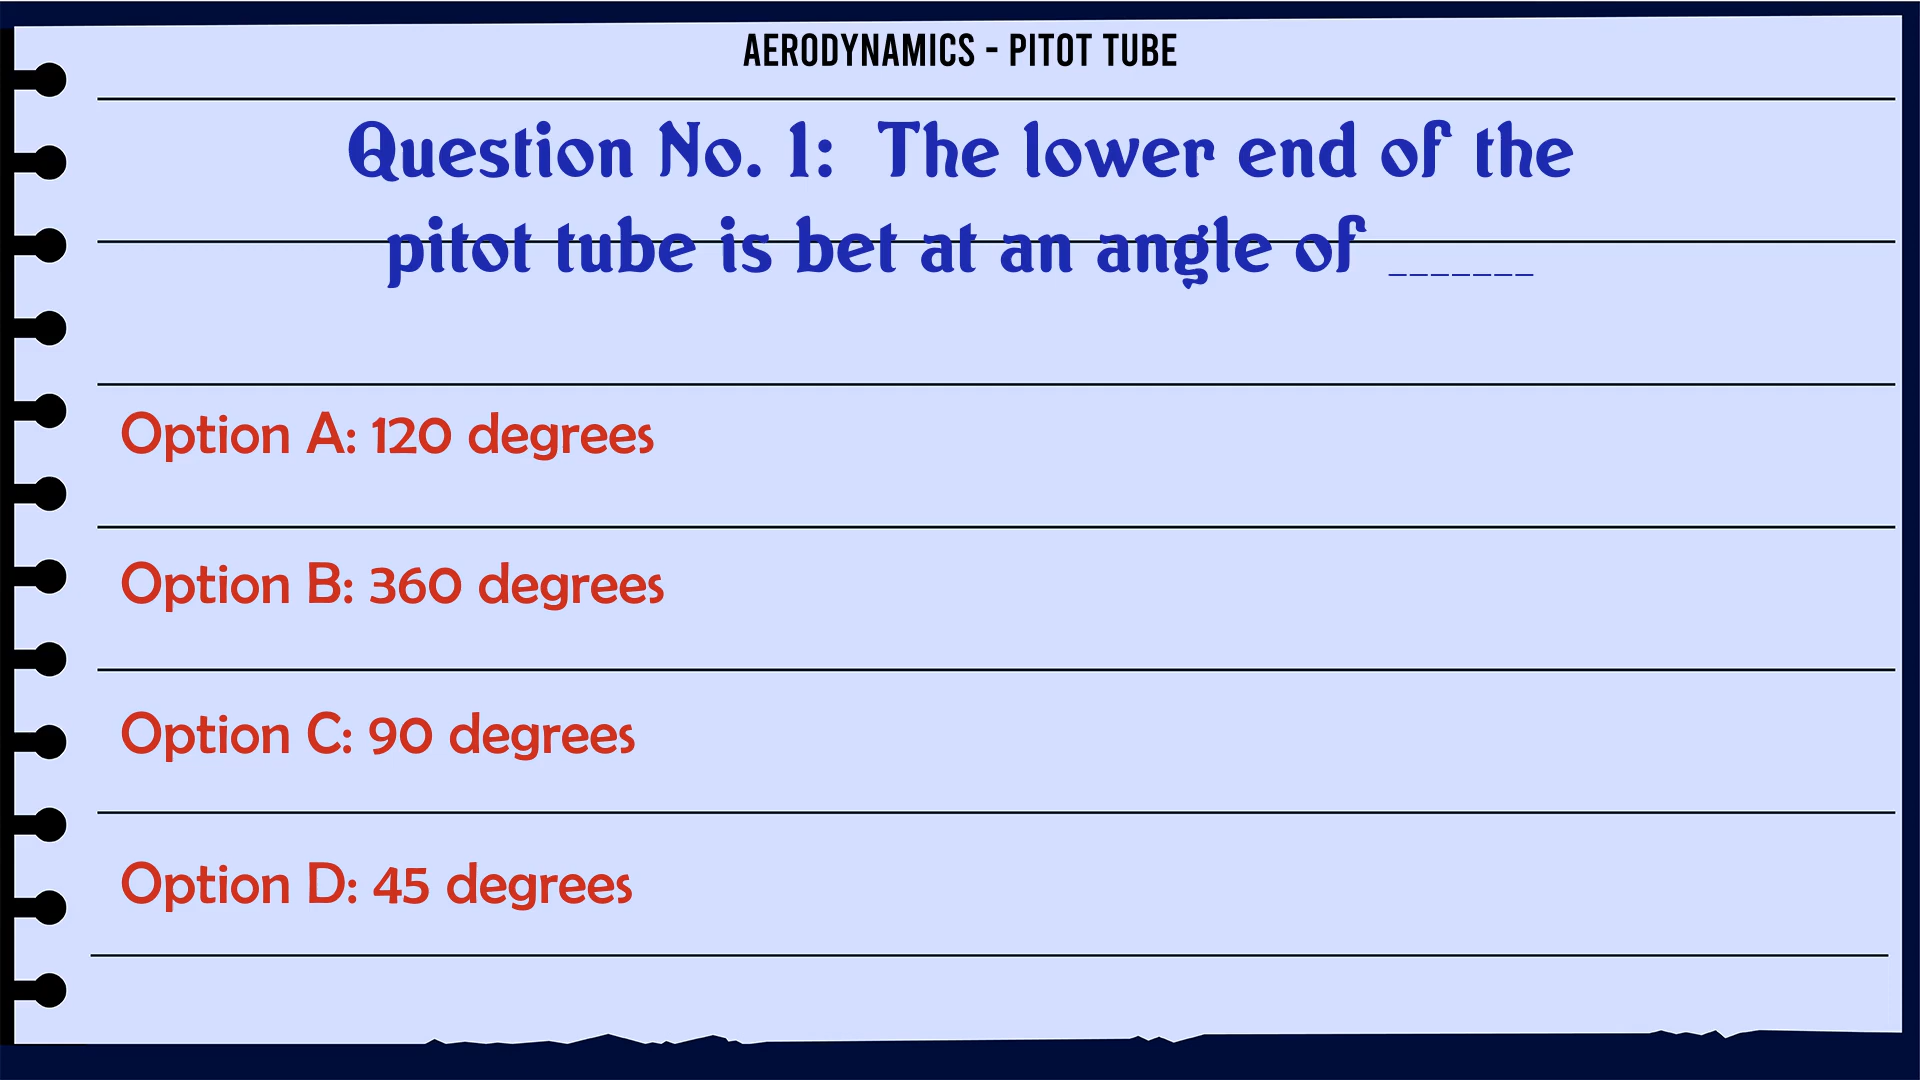 AERODYNAMICS - PITOT TUBE
Question No. 1: The lower end of the
pitot tube is bet at an angle of _______
Option A: 120 degrees
Option B: 360 degrees
Option C: 90 degrees
Option D: 45 degrees